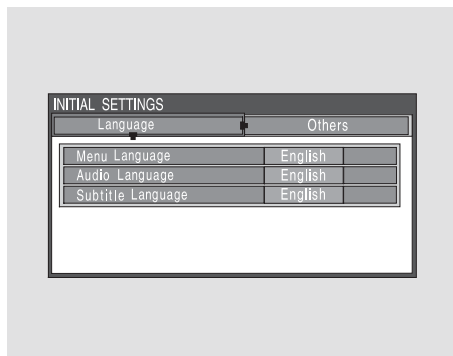 INITIAL SETTINGS
Language Others
Menu Language English
Audio Language English
Subtitle Language English